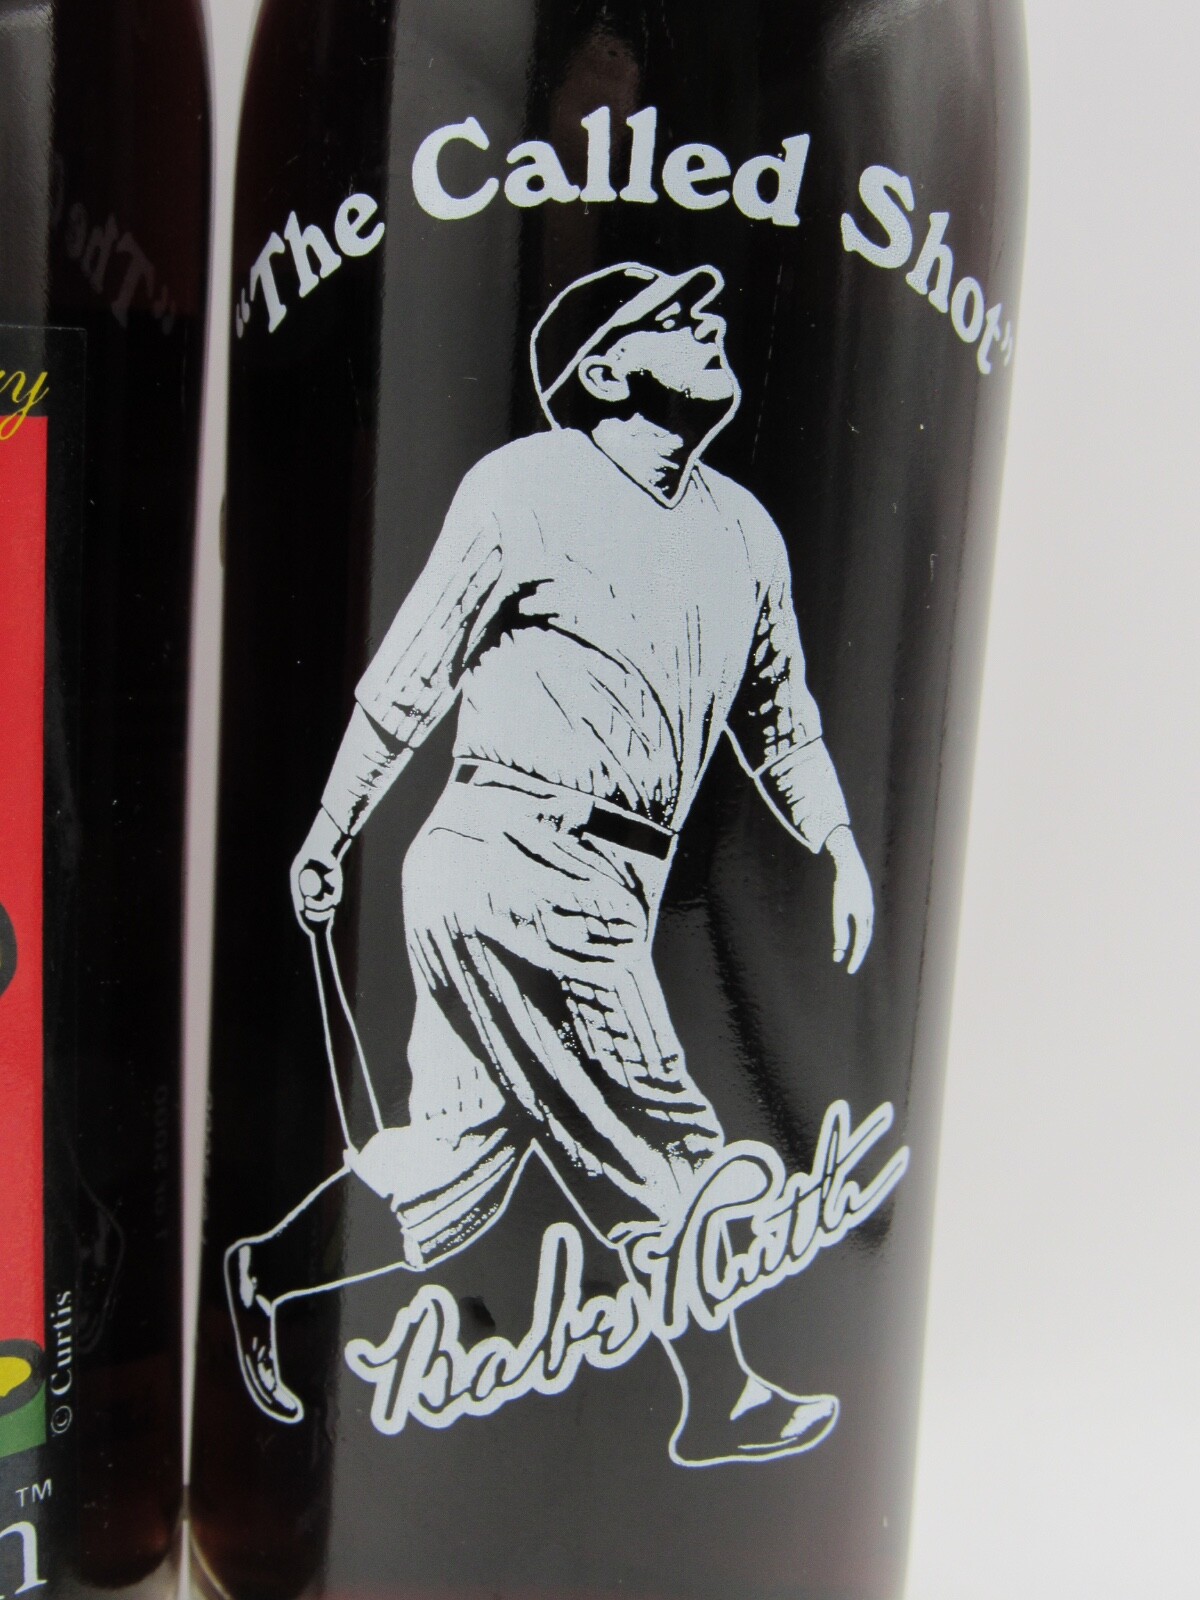 "The Called Shot"
Babe Ruth
© Curtis
TM